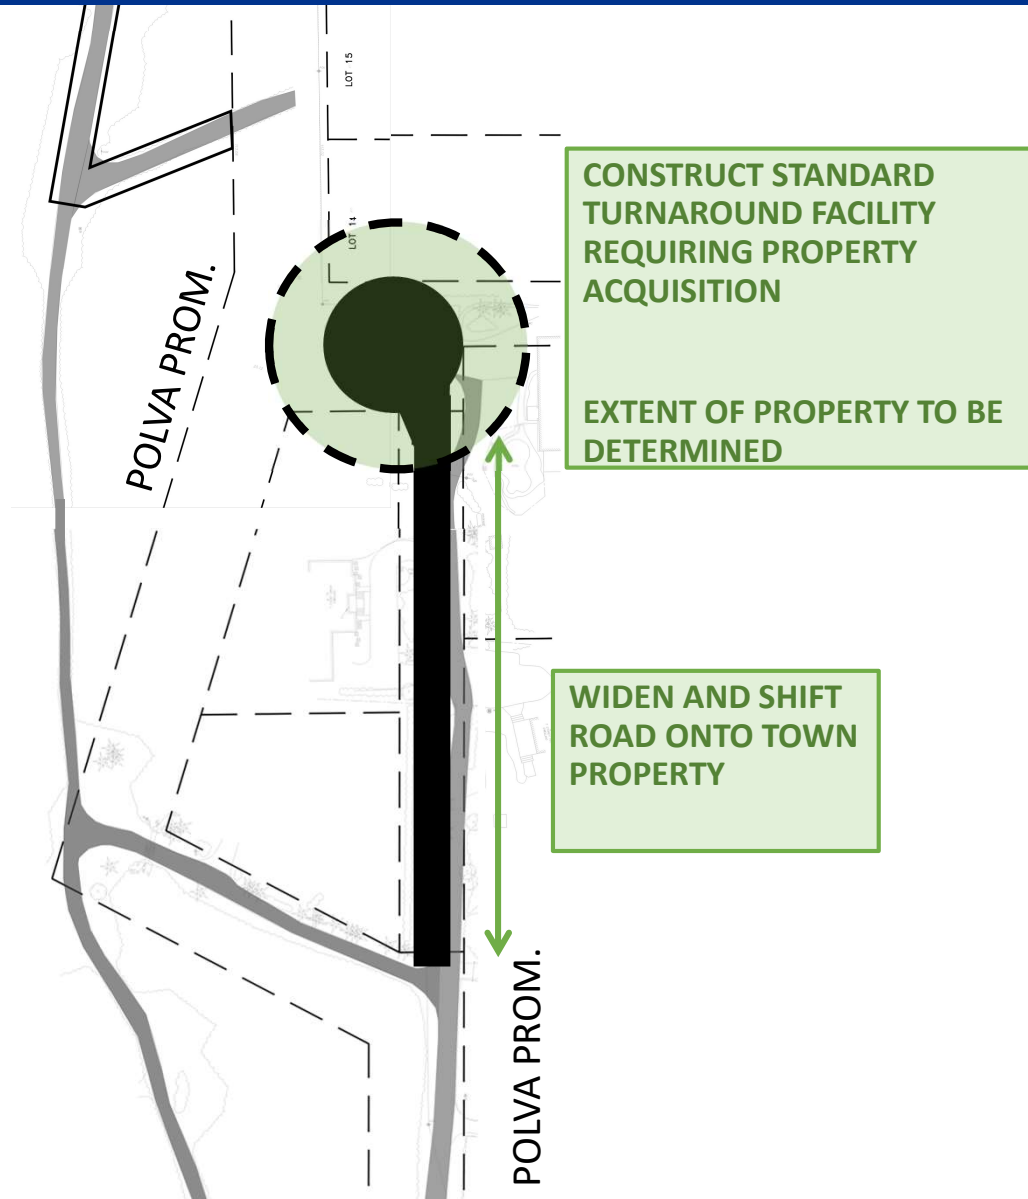 LOT 15
LOT 14
CONSTRUCT STANDARD
TURNAROUND FACILITY
REQUIRING PROPERTY
ACQUISITION
EXTENT OF PROPERTY TO BE
DETERMINED
POLVA PROM.
WIDEN AND SHIFT
ROAD ONTO TOWN
PROPERTY
POLVA PROM.